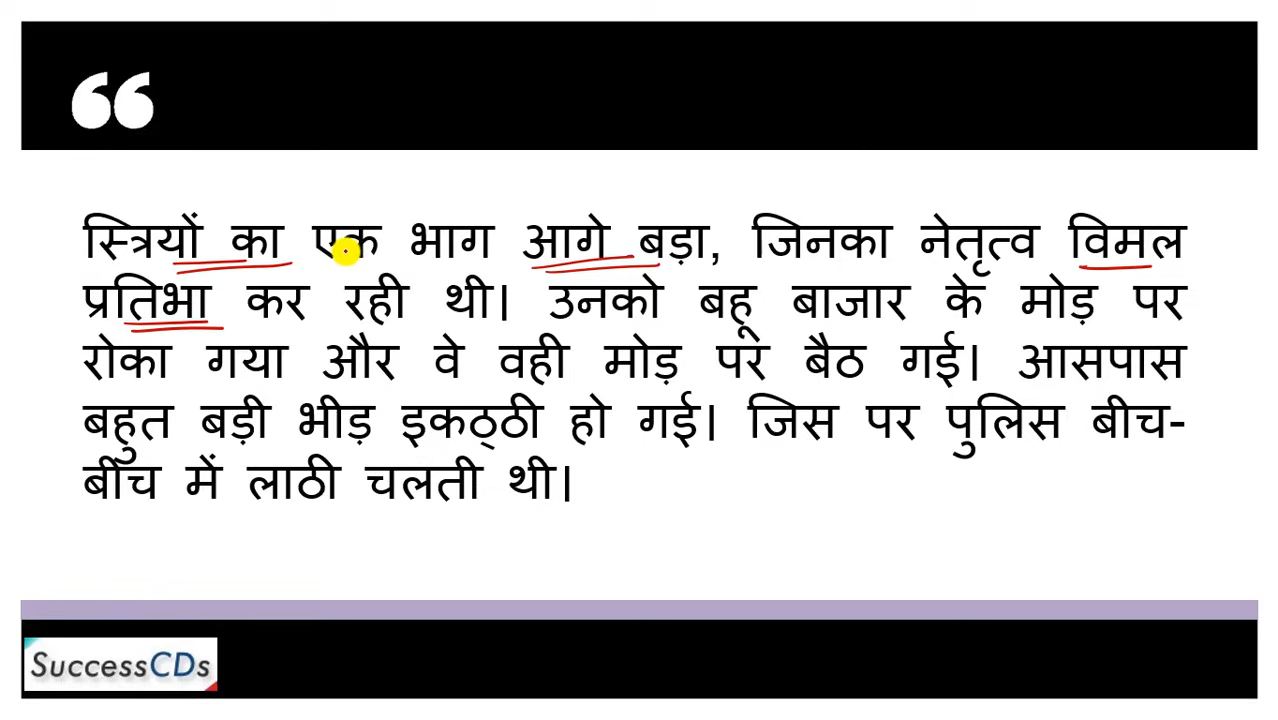 स्त्रियों का एक भाग आगे बड़ा, जिनका नेतृत्व विमल
प्रतिभा कर रही थी। उनको बहू बाजार के मोड़ पर
रोका गया और वे वही मोड़ पर बैठ गई। आसपास
बहुत बड़ी भीड़ इकठ्ठी हो गई। जिस पर पुलिस बीच-
बीच में लाठी चलती थी।
SuccessCDs